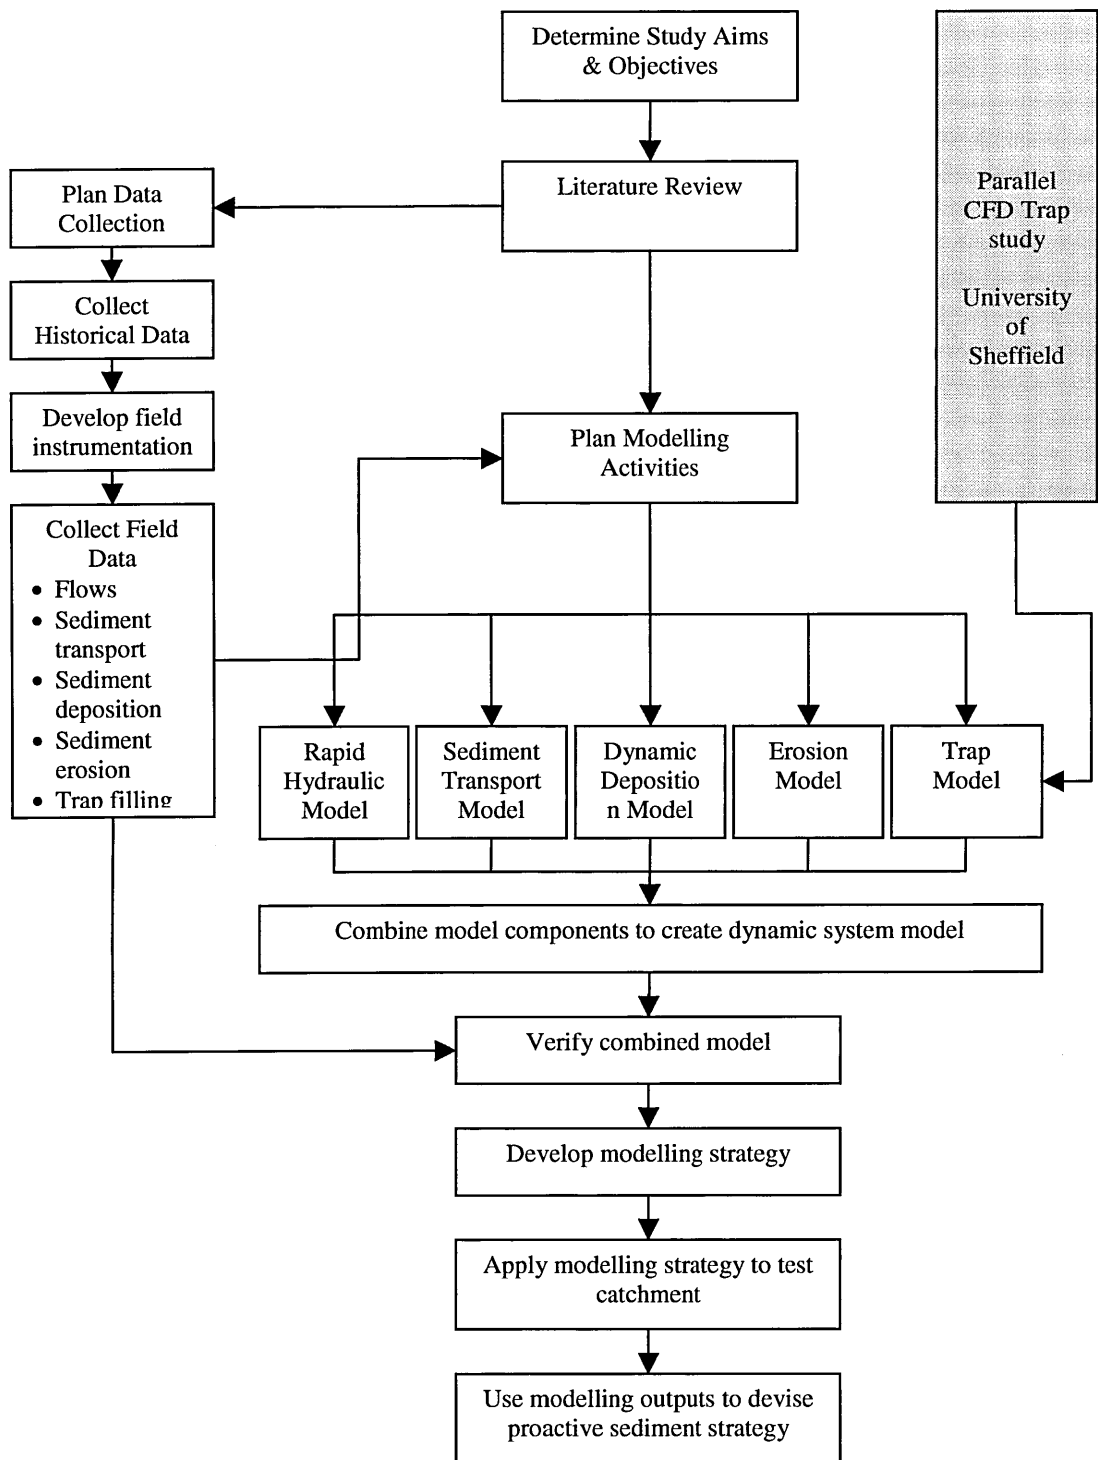 Determine Study Aims
& Objectives
Literature Review
Parallel
CFD Trap
study
University
of
Sheffield
Plan Data
Collection
Collect
Historical Data
Develop field
instrumentation
Plan Modelling
Activities
Collect Field
Data
• Flows
• Sediment
transport
• Sediment
deposition
• Sediment
erosion
• Trap filling
Rapid
Hydraulic
Model
Sediment
Transport
Model
Dynamic
Depositio
n Model
Erosion
Model
Trap
Model
Combine model components to create dynamic system model
Verify combined model
Develop modelling strategy
Apply modelling strategy to test
catchment
Use modelling outputs to devise
proactive sediment strategy